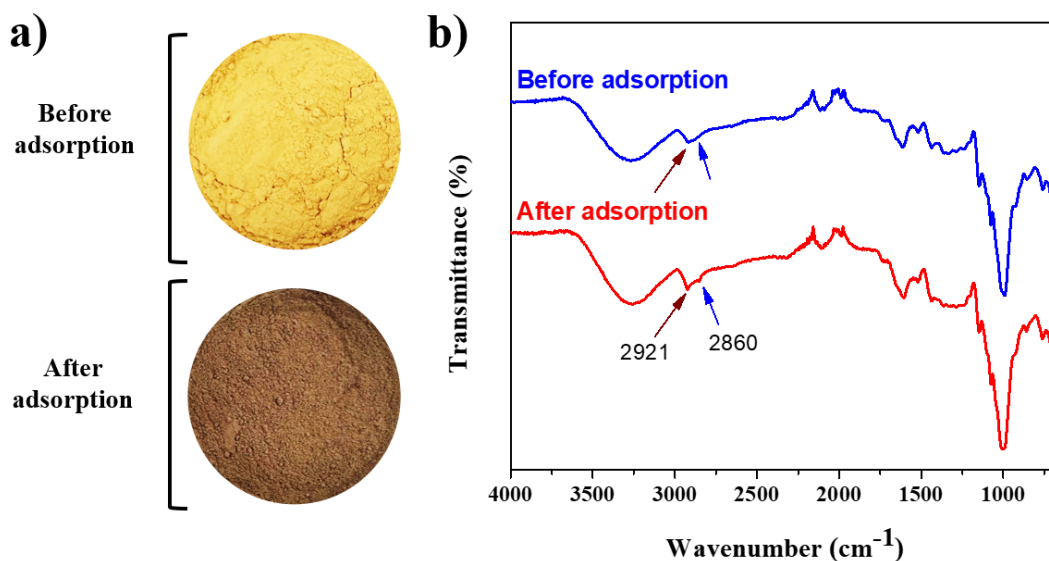 a)
Before
adsorption
After
adsorption
b)
Before adsorption
After adsorption
2921
2860
Transmittance (%)
4000
3500
3000
2500
2000
1500
1000
Wavenumber (cm⁻¹)